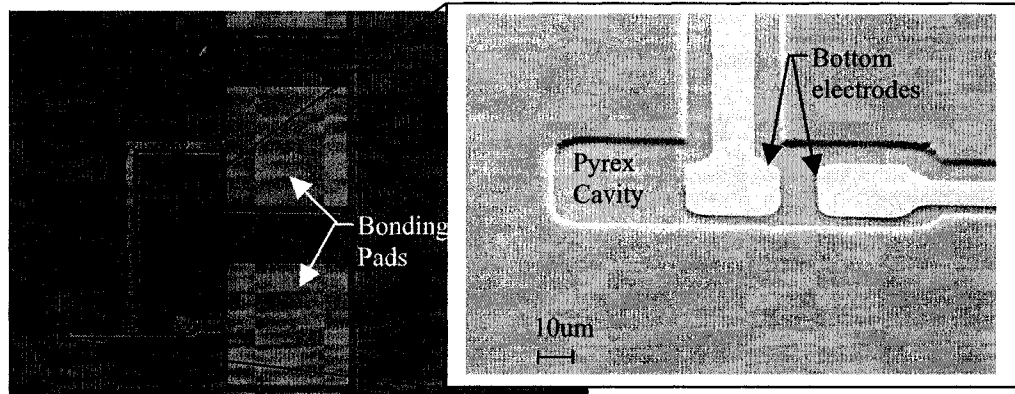 Bonding
Pads
Bottom
electrodes
Pyrex
Cavity
10um